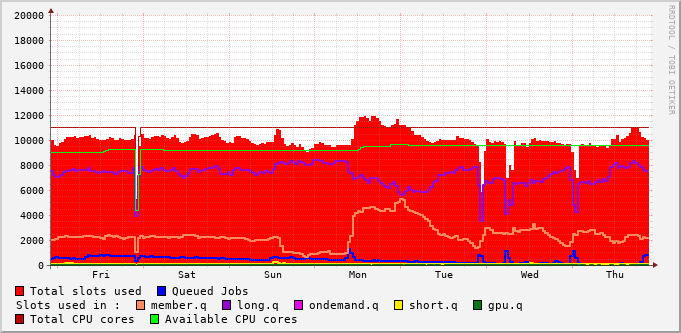 20000
18000
16000
14000
12000
10000
8000
6000
4000
2000
0
Fri Sat Sun Mon Tue Wed Thu
RRDTOOL / TOBI OETIKER
Total slots used Queued Jobs
Slots used in : member.q long.q ondemand.q short.q gpu.q
Total CPU cores Available CPU cores